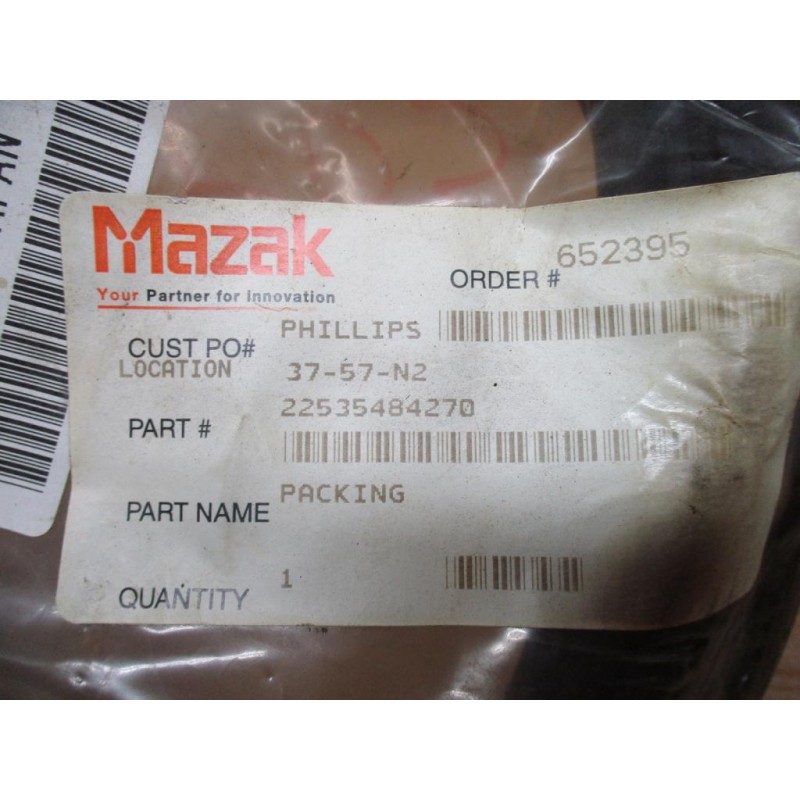 Mazak
Your Partner for Innovation
ORDER # 652395
CUST PO# PHILLIPS
LOCATION 37-57-N2
PART # 22535484270
PART NAME PACKING
QUANTITY 1